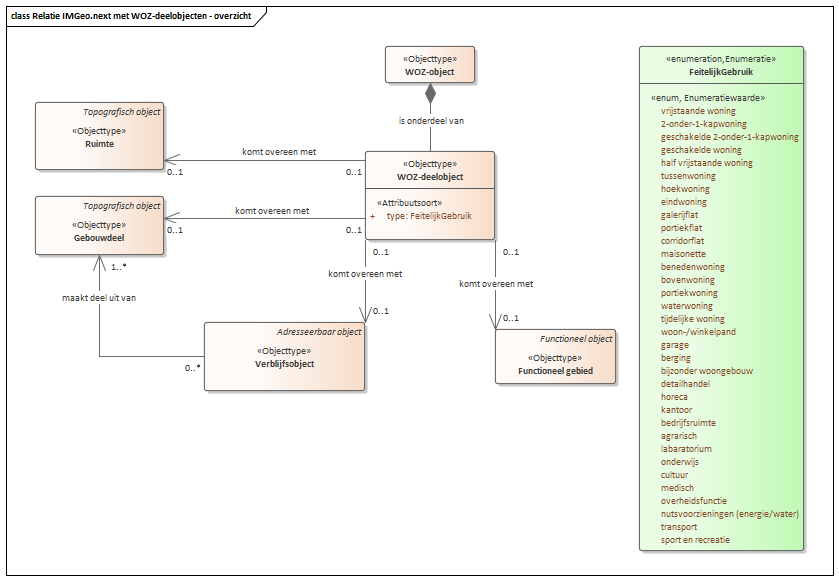 class Relatie IMGeo.next met WOZ-deelobjecten - overzicht
«Objecttype»
WOZ-object
is onderdeel van
Topografisch object
«Objecttype»
Ruimte
komt overeen met
0..1
0..1
«Objecttype»
WOZ-deelobject
«Attribuutsoort»
+ type: FeitelijkGebruik
Topografisch object
«Objecttype»
Gebouwdeel
komt overeen met
0..1
0..1
1..*
maakt deel uit van
0..*
0..1
komt overeen met
0..1
0..1
komt overeen met
0..1
Adresseerbaar object
«Objecttype»
Verblijfsobject
Functioneel object
«Objecttype»
Functioneel gebied
«enumeration,Enumeratie»
FeitelijkGebruik
«enum, Enumeratiewaarde»
vrijstaande woning
2-onder-1-kapwoning
geschakelde 2-onder-1-kapwoning
geschakelde woning
half vrijstaande woning
tussenwoning
hoekwoning
eindwoning
galerijflat
portiekflat
corridorflat
maisonette
benedenwoning
bovenwoning
portiekwoning
waterwoning
tijdelijke woning
woon-/winkelpand
garage
berging
bijzonder woongebouw
detailhandel
horeca
kantoor
bedrijfsruimte
agrarisch
labaratorium
onderwijs
cultuur
medisch
overheidsfunctie
nutsvoorzieningen (energie/water)
transport
sport en recreatie